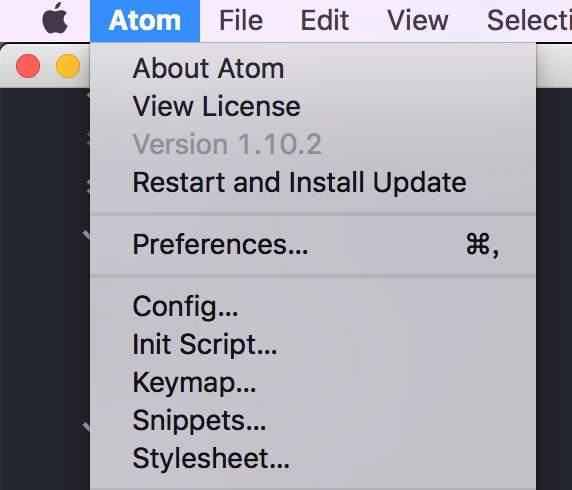 Atom File Edit View Selecti
About Atom
View License
Version 1.10.2
Restart and Install Update
Preferences... ⌘,
Config...
Init Script...
Keymap...
Snippets...
Stylesheet...